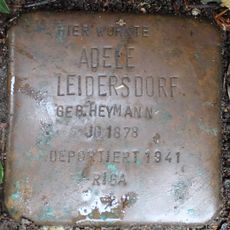 HIER WOHNTE
ADELE
LEIDERSDORF
GEB. HEYMANN
JG. 1878
DEPORTIERT 1941
RIGA